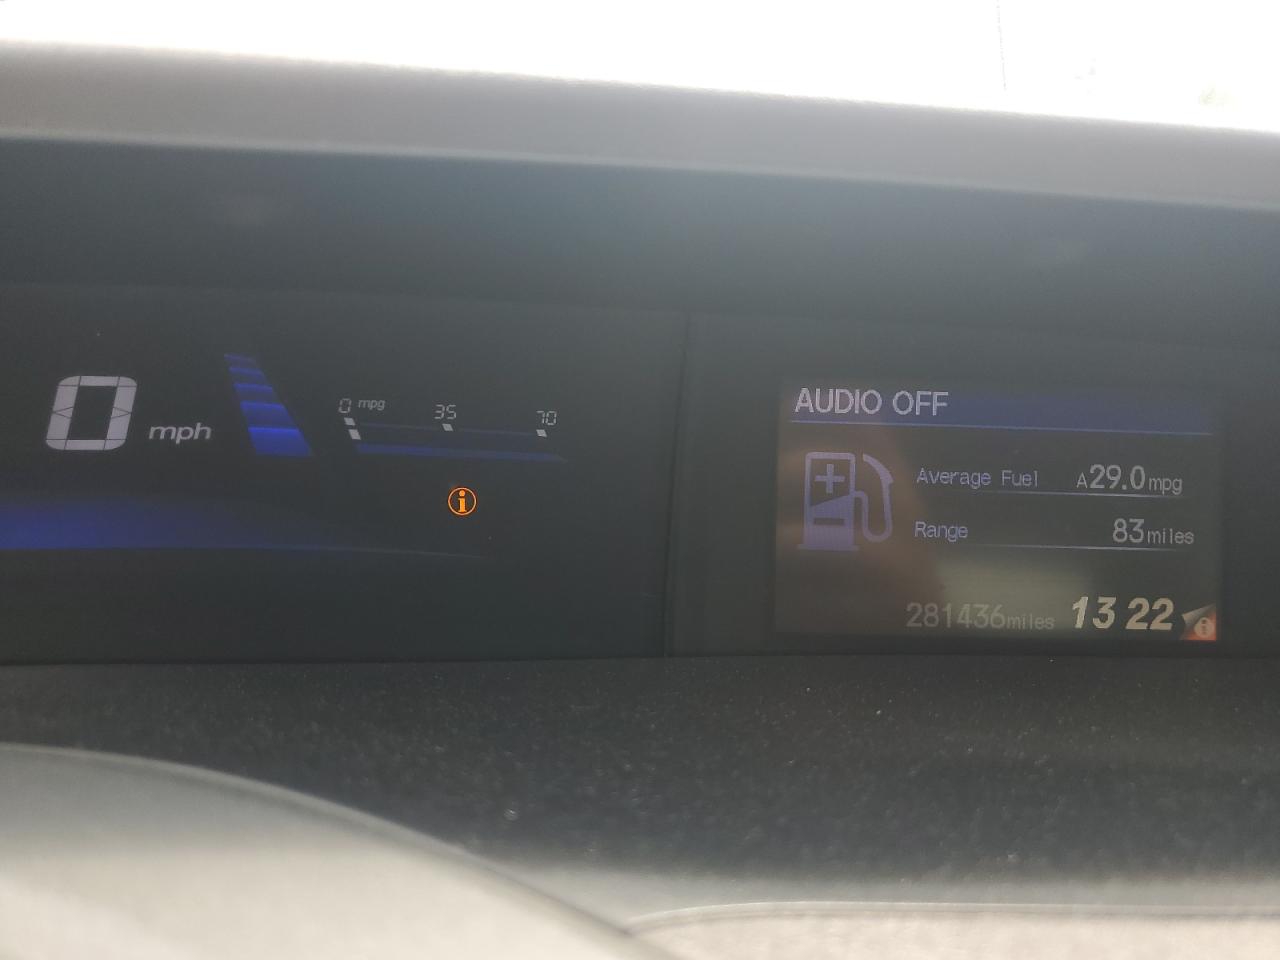 0 mph
0 mpg 35 70
AUDIO OFF
Average Fuel A29.0mpg
Range 83miles
281436miles 13 22